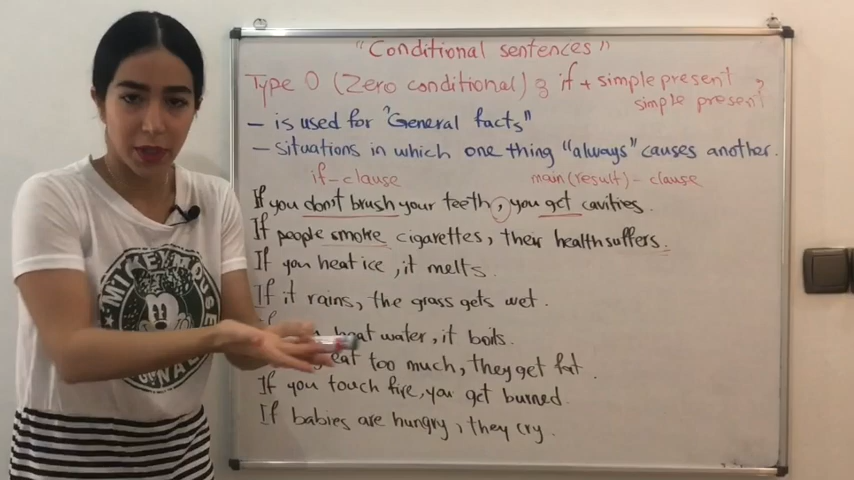 "Conditional sentences"
Type 0 (Zero conditional) : if + simple present,
simple present
- is used for "General facts"
- situations in which one thing "always" causes another.
if-clause main(result)-clause
If you don't brush your teeth, you get cavities.
If people smoke cigarettes, their health suffers.
If you heat ice, it melts.
If it rains, the grass gets wet.
heat water, it boils.
eat too much, they get fat.
If you touch fire, you get burned.
If babies are hungry, they cry.
MICKEY MOUSE